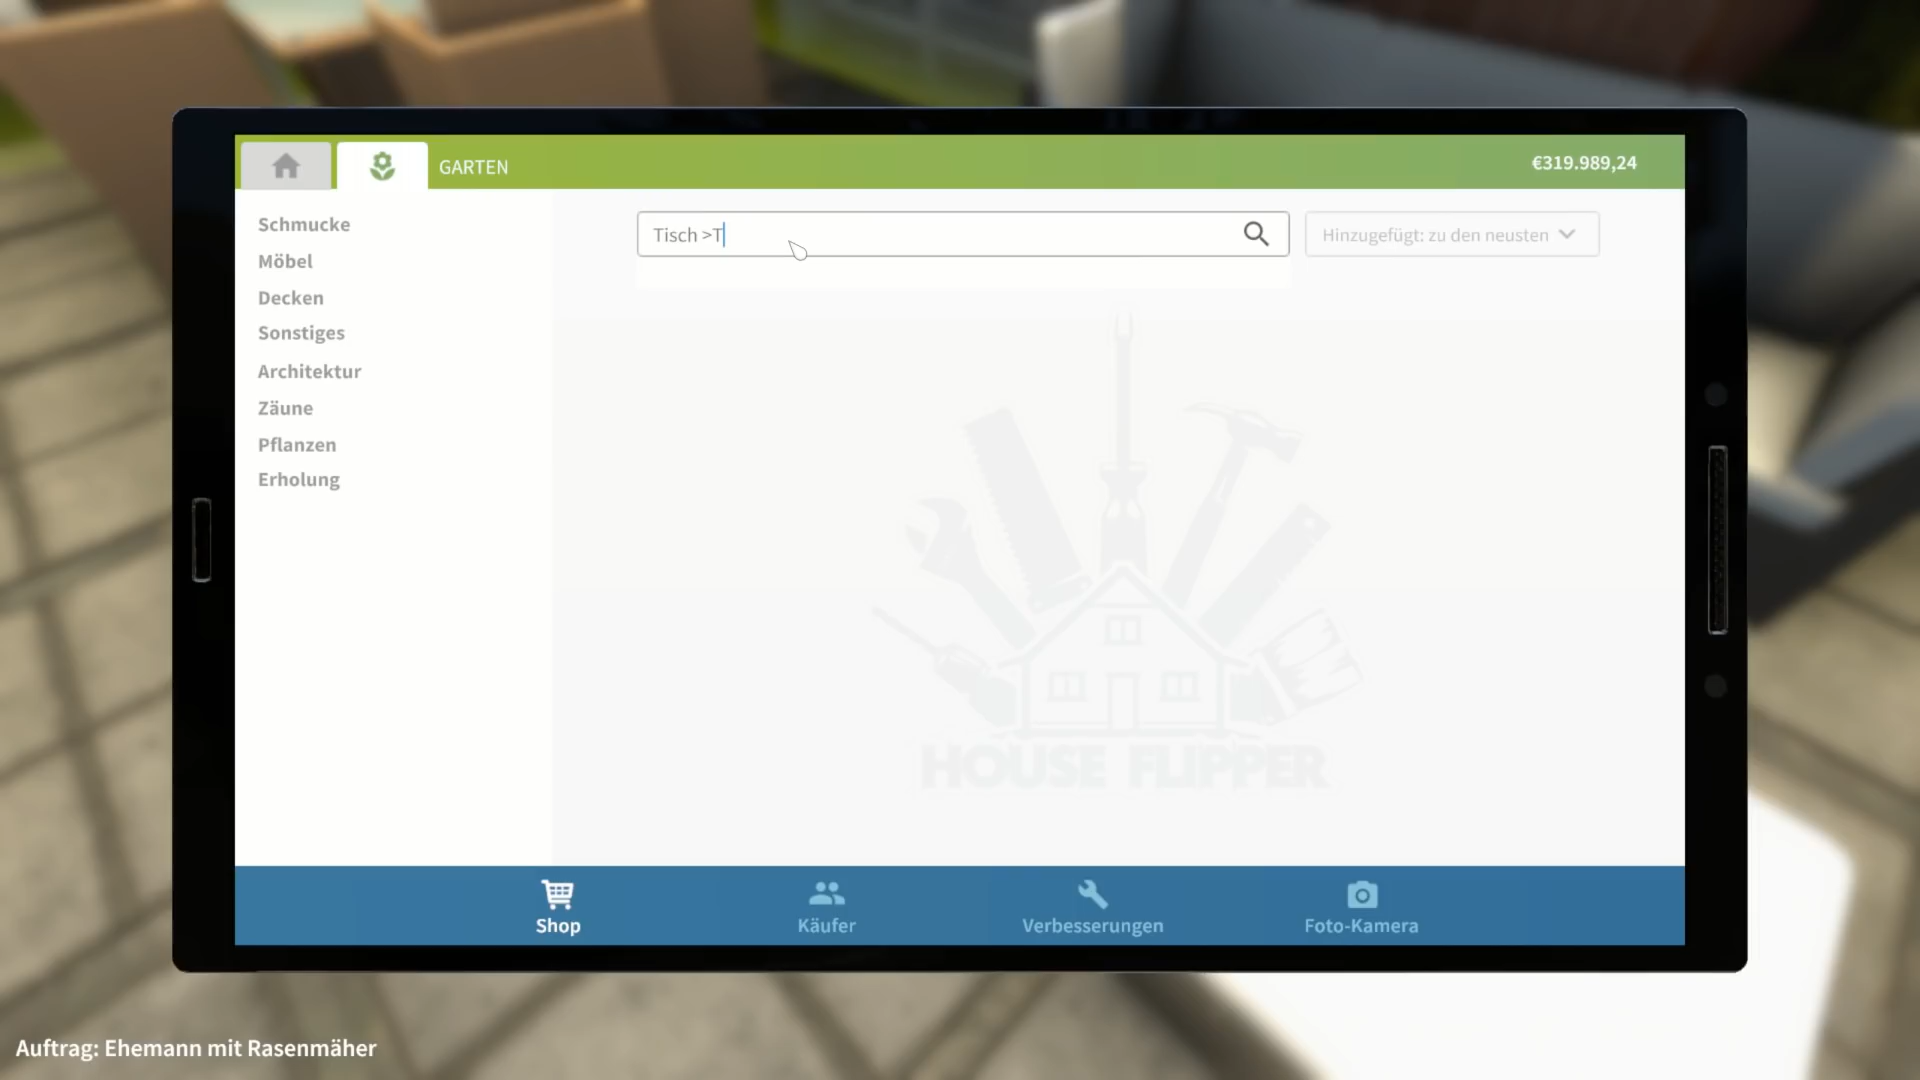 GARTEN
€319.989,24
Schmucke
Möbel
Decken
Sonstiges
Architektur
Zäune
Pflanzen
Erholung
Tisch >T
Hinzugefügt: zu den neusten
HOUSE FLIPPER
Shop
Käufer
Verbesserungen
Foto-Kamera
Auftrag: Ehemann mit Rasenmäher